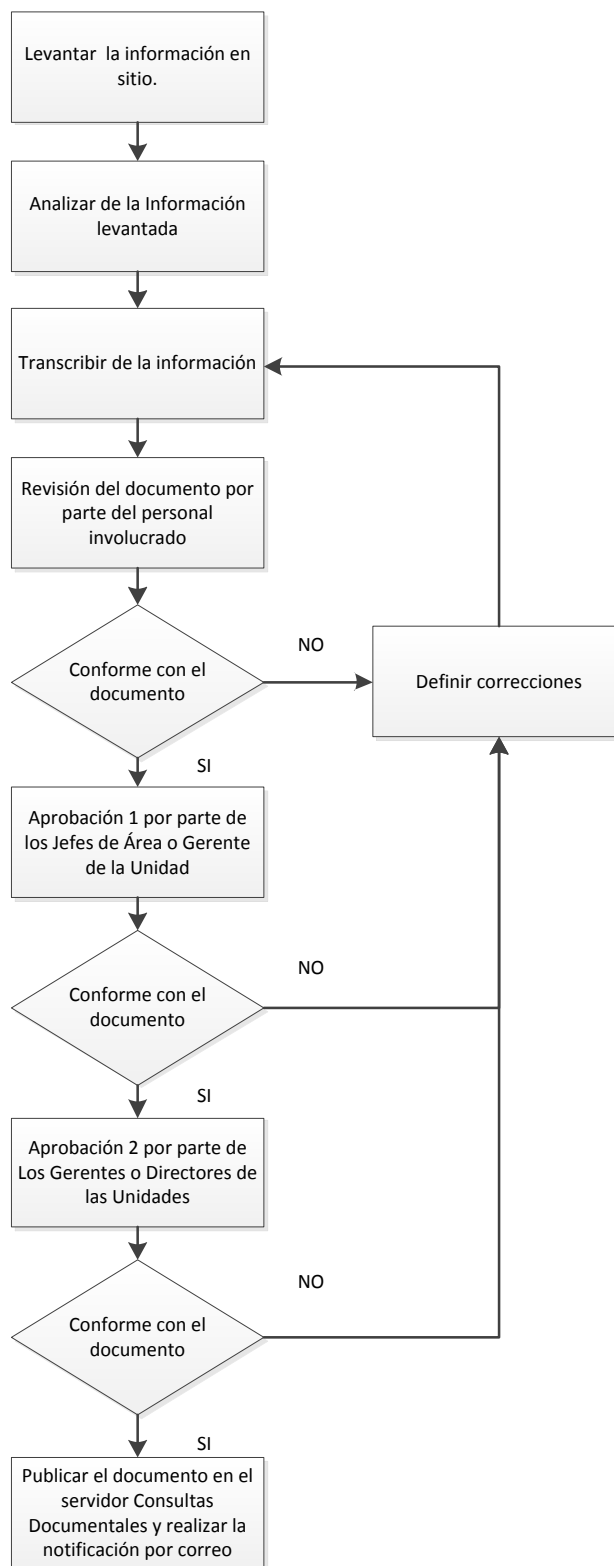 Levantar  la información en
sitio.
Analizar de la Información
levantada
Transcribir de la información
Revisión del documento por
parte del personal
involucrado
Conforme con el
documento
NO
Definir correcciones
SI
Aprobación 1 por parte de
los Jefes de Área o Gerente
de la Unidad
Conforme con el
documento
NO
SI
Aprobación 2 por parte de
Los Gerentes o Directores de
las Unidades
Conforme con el
documento
NO
SI
Publicar el documento en el
servidor Consultas
Documentales y realizar la
notificación por correo